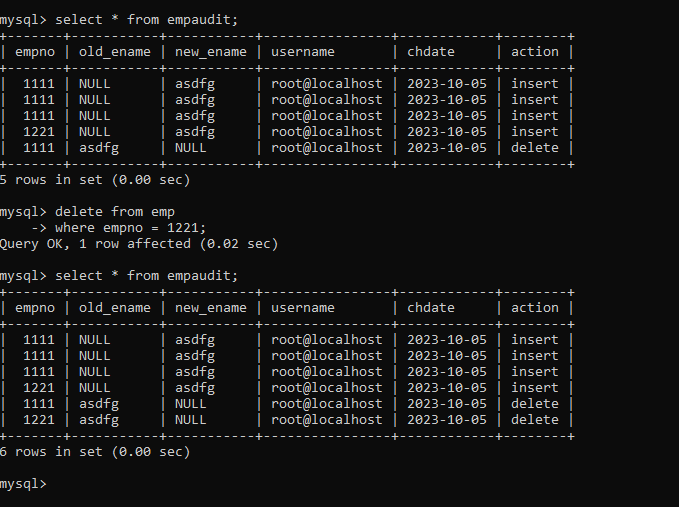 mysql> select * from empaudit;
+-------+-----------+-----------+----------------+------------+--------+
| empno | old_ename | new_ename | username       | chdate     | action |
+-------+-----------+-----------+----------------+------------+--------+
|  1111 | NULL      | asdfg     | root@localhost | 2023-10-05 | insert |
|  1111 | NULL      | asdfg     | root@localhost | 2023-10-05 | insert |
|  1111 | NULL      | asdfg     | root@localhost | 2023-10-05 | insert |
|  1221 | NULL      | asdfg     | root@localhost | 2023-10-05 | insert |
|  1111 | asdfg     | NULL      | root@localhost | 2023-10-05 | delete |
+-------+-----------+-----------+----------------+------------+--------+
5 rows in set (0.00 sec)

mysql> delete from emp
    -> where empno = 1221;
Query OK, 1 row affected (0.02 sec)

mysql> select * from empaudit;
+-------+-----------+-----------+----------------+------------+--------+
| empno | old_ename | new_ename | username       | chdate     | action |
+-------+-----------+-----------+----------------+------------+--------+
|  1111 | NULL      | asdfg     | root@localhost | 2023-10-05 | insert |
|  1111 | NULL      | asdfg     | root@localhost | 2023-10-05 | insert |
|  1111 | NULL      | asdfg     | root@localhost | 2023-10-05 | insert |
|  1221 | NULL      | asdfg     | root@localhost | 2023-10-05 | insert |
|  1111 | asdfg     | NULL      | root@localhost | 2023-10-05 | delete |
|  1221 | asdfg     | NULL      | root@localhost | 2023-10-05 | delete |
+-------+-----------+-----------+----------------+------------+--------+
6 rows in set (0.00 sec)

mysql>